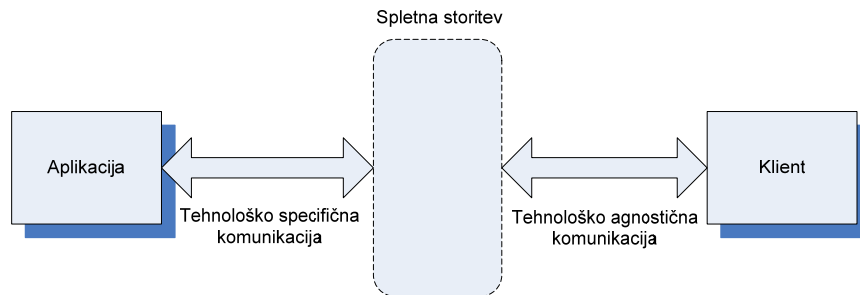 Spletna storitev
Aplikacija
Tehnološko specifična
komunikacija
Tehnološko agnostična
komunikacija
Klient